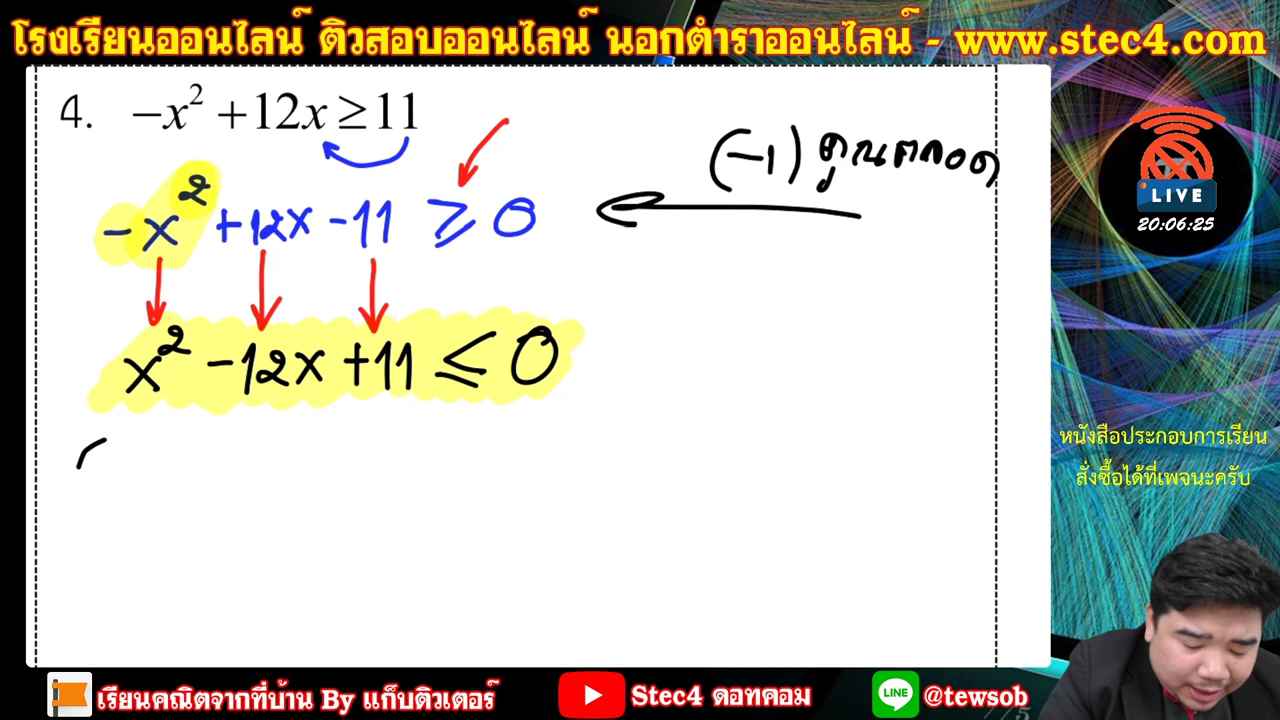 โรงเรียนออนไลน์ ติวสอบออนไลน์ นอกตำราออนไลน์ - www.stec4.com
4. −x² +12x ≥ 11
(−1) คูณตลอด
−x² +12x −11 ≥ 0
x² −12x +11 ≤ 0
(
LIVE
20:06:25
หนังสือประกอบการเรียน
สั่งซื้อได้ที่เพจนะครับ
เรียนคณิตจากที่บ้าน By แก็บติวเตอร์
Stec4 ดอทคอม
LINE
@tewsob